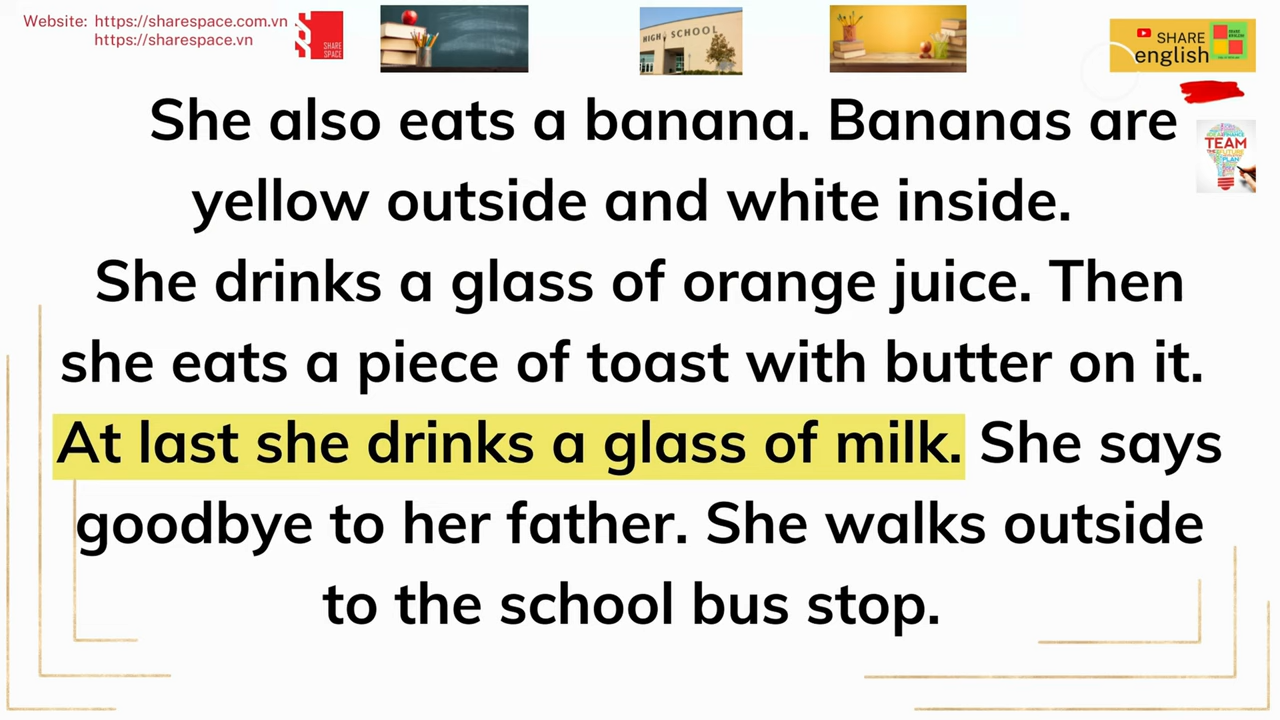 Website: https://sharespace.com.vn
https://sharespace.vn
SHARE
SPACE
HIGH SCHOOL
SHARE
english
She also eats a banana. Bananas are
TEAM
PLAN
yellow outside and white inside.
She drinks a glass of orange juice. Then
she eats a piece of toast with butter on it.
At last she drinks a glass of milk. She says
goodbye to her father. She walks outside
to the school bus stop.